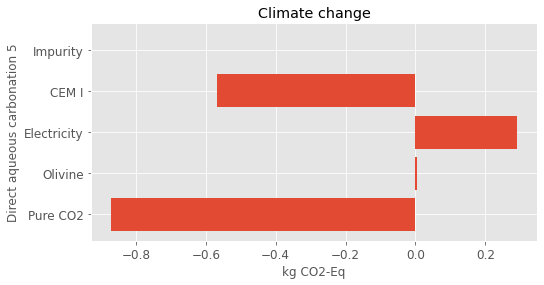 Climate change
Direct aqueous carbonation 5
Impurity
CEM I
Electricity
Olivine
Pure CO2
−0.8 −0.6 −0.4 −0.2 0.0 0.2
kg CO2-Eq